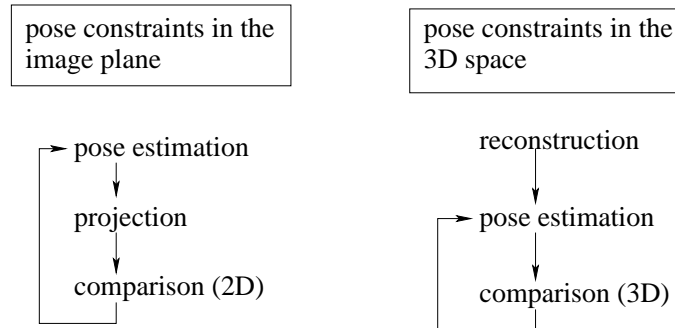 pose constraints in the
image plane
pose estimation
projection
comparison (2D)
pose constraints in the
3D space
reconstruction
pose estimation
comparison (3D)